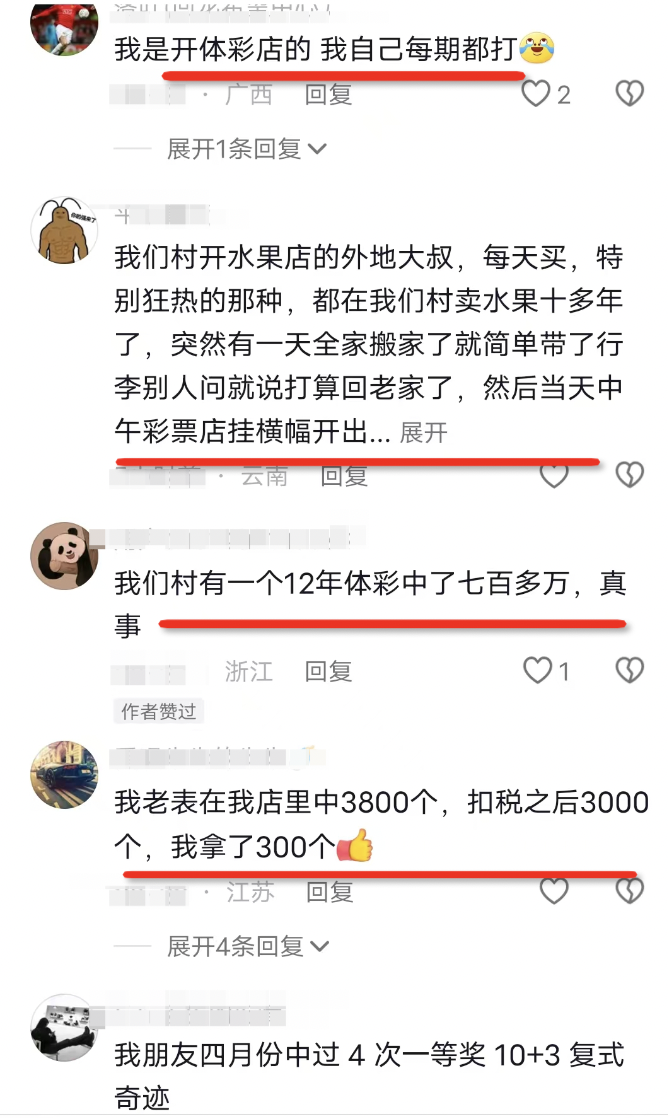 我是开体彩店的 我自己每期都打
· 广西 回复 2
展开1条回复
我们村开水果店的外地大叔，每天买，特
别狂热的那种，都在我们村卖水果十多年
了，突然有一天全家搬家了就简单带了行
李别人问就说打算回老家了，然后当天中
午彩票店挂横幅开出... 展开
· 云南 回复
我们村有一个12年体彩中了七百多万，真
事
浙江 回复 1
作者赞过
我老表在我店里中3800个，扣税之后3000
个，我拿了300个
· 江苏 回复
展开4条回复
我朋友四月份中过 4 次一等奖 10+3 复式
奇迹